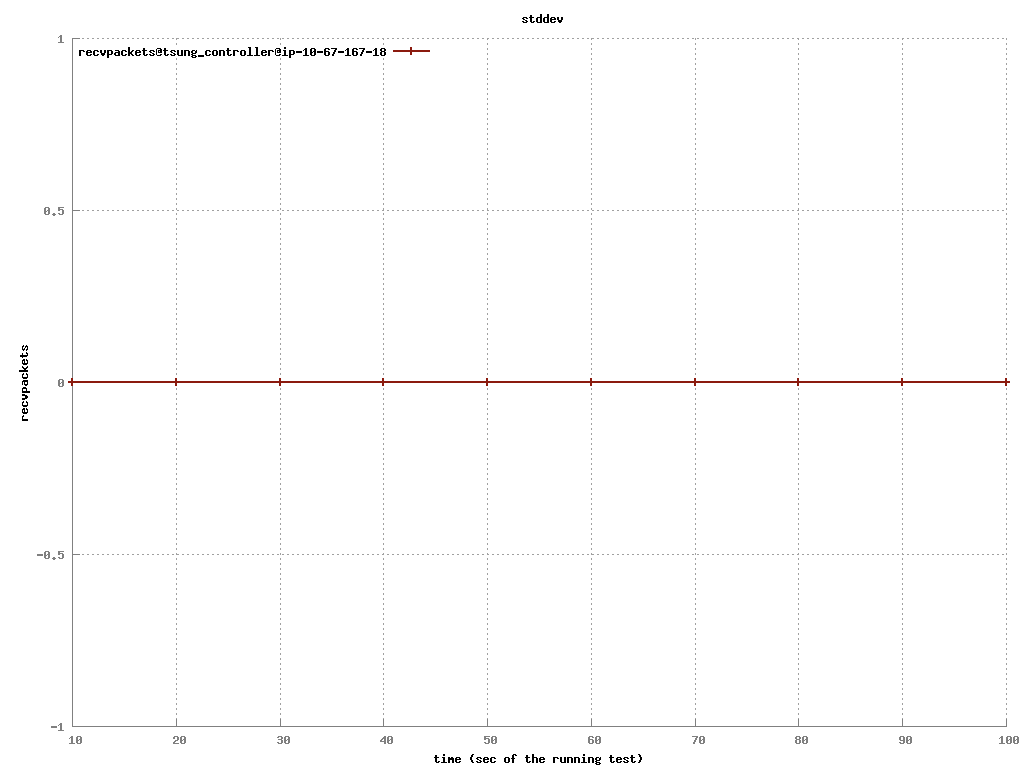 stddev
recvpackets@tsung_controller@ip-10-67-167-18
1
0.5
0
-0.5
-1
recvpackets
10 20 30 40 50 60 70 80 90 100
time (sec of the running test)